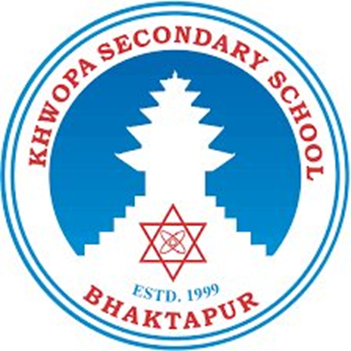 KHWOPA SECONDARY SCHOOL
ESTD. 1999
BHAKTAPUR